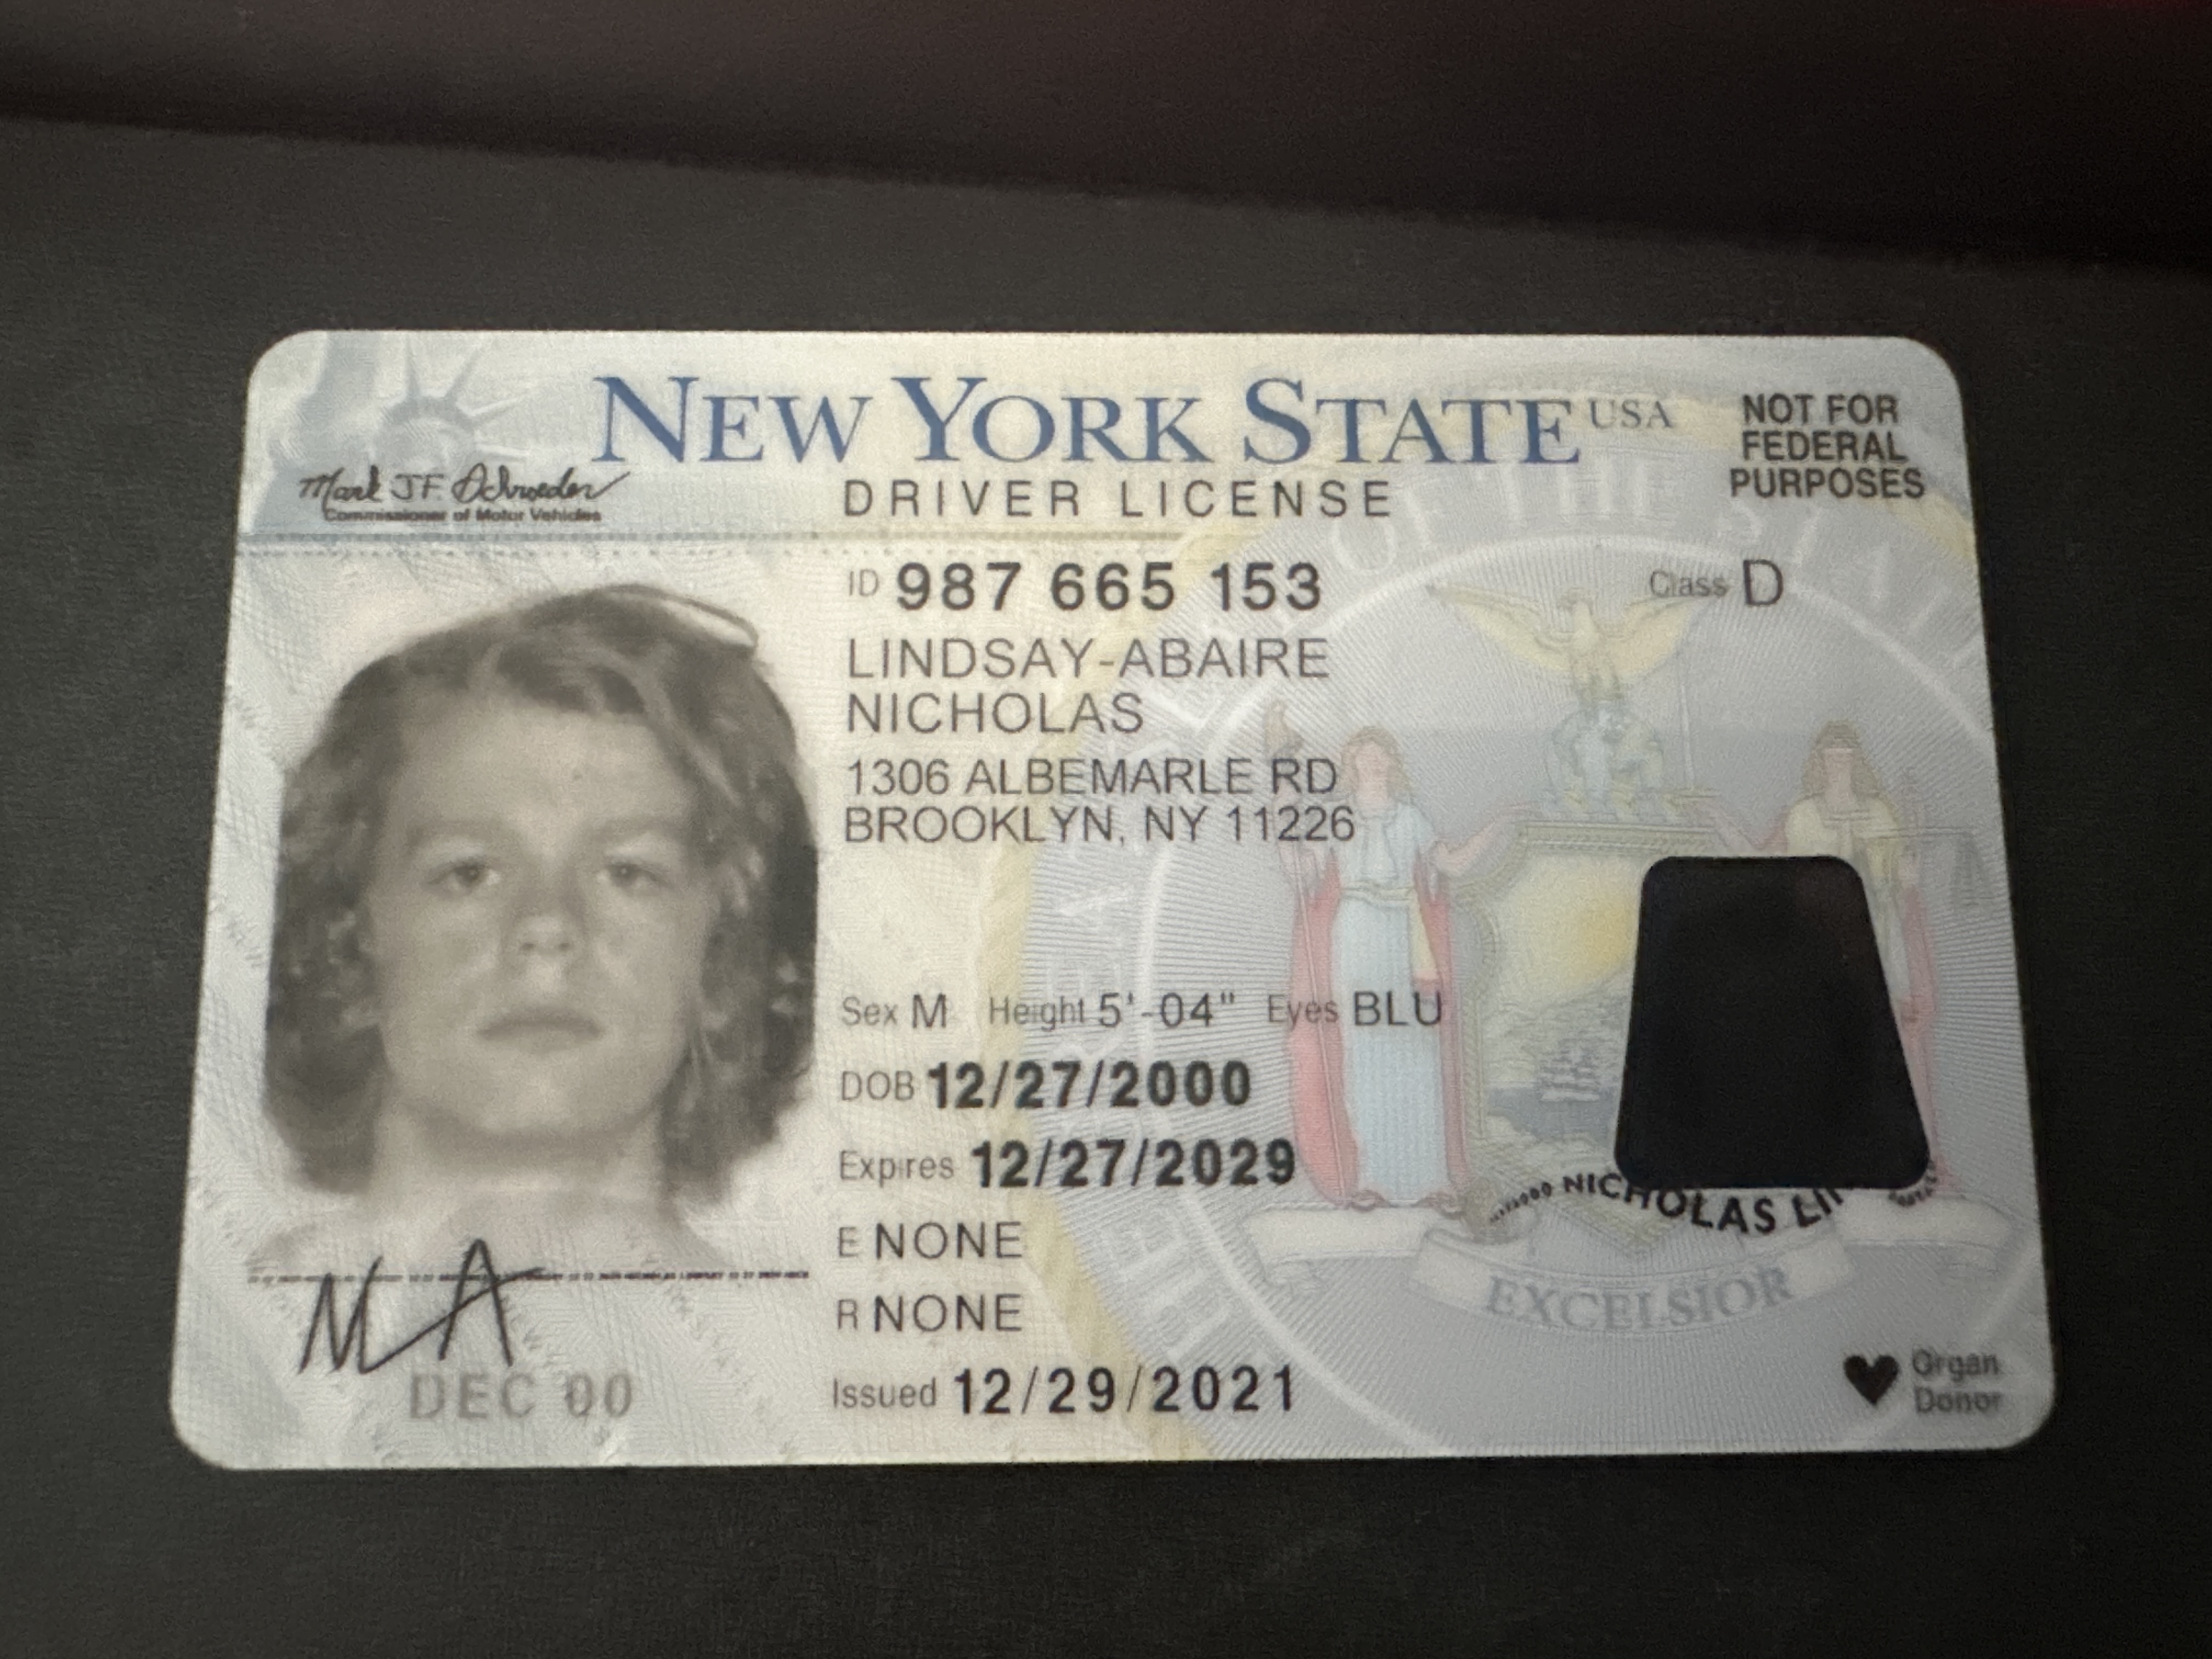 NEW YORK STATE USA
NOT FOR
FEDERAL
PURPOSES
Mark J.F. Schroeder
Commissioner of Motor Vehicles
DRIVER LICENSE
ID 987 665 153
Class D
LINDSAY-ABAIRE
NICHOLAS
1306 ALBEMARLE RD
BROOKLYN, NY 11226
Sex M Height 5'-04" Eyes BLU
DOB 12/27/2000
Expires 12/27/2029
NICHOLAS
E NONE
EXCELSIOR
R NONE
Organ
Donor
DEC 00
Issued 12/29/2021